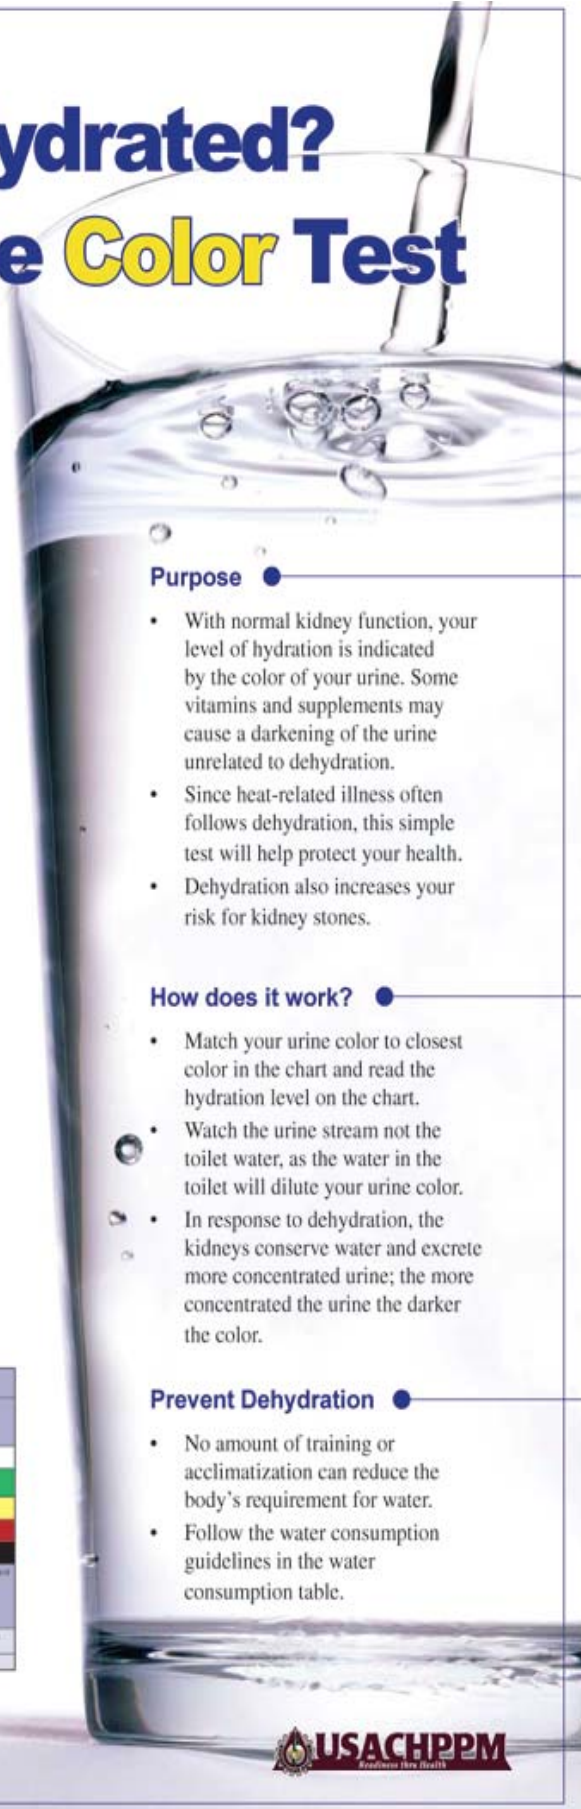 ydrated?
e Color Test
Purpose
• With normal kidney function, your
level of hydration is indicated
by the color of your urine. Some
vitamins and supplements may
cause a darkening of the urine
unrelated to dehydration.
• Since heat-related illness often
follows dehydration, this simple
test will help protect your health.
• Dehydration also increases your
risk for kidney stones.
How does it work?
• Match your urine color to closest
color in the chart and read the
hydration level on the chart.
• Watch the urine stream not the
toilet water, as the water in the
toilet will dilute your urine color.
• In response to dehydration, the
kidneys conserve water and excrete
more concentrated urine; the more
concentrated the urine the darker
the color.
Prevent Dehydration
• No amount of training or
acclimatization can reduce the
body's requirement for water.
• Follow the water consumption
guidelines in the water
consumption table.
USACHPPM
Readiness thru Health